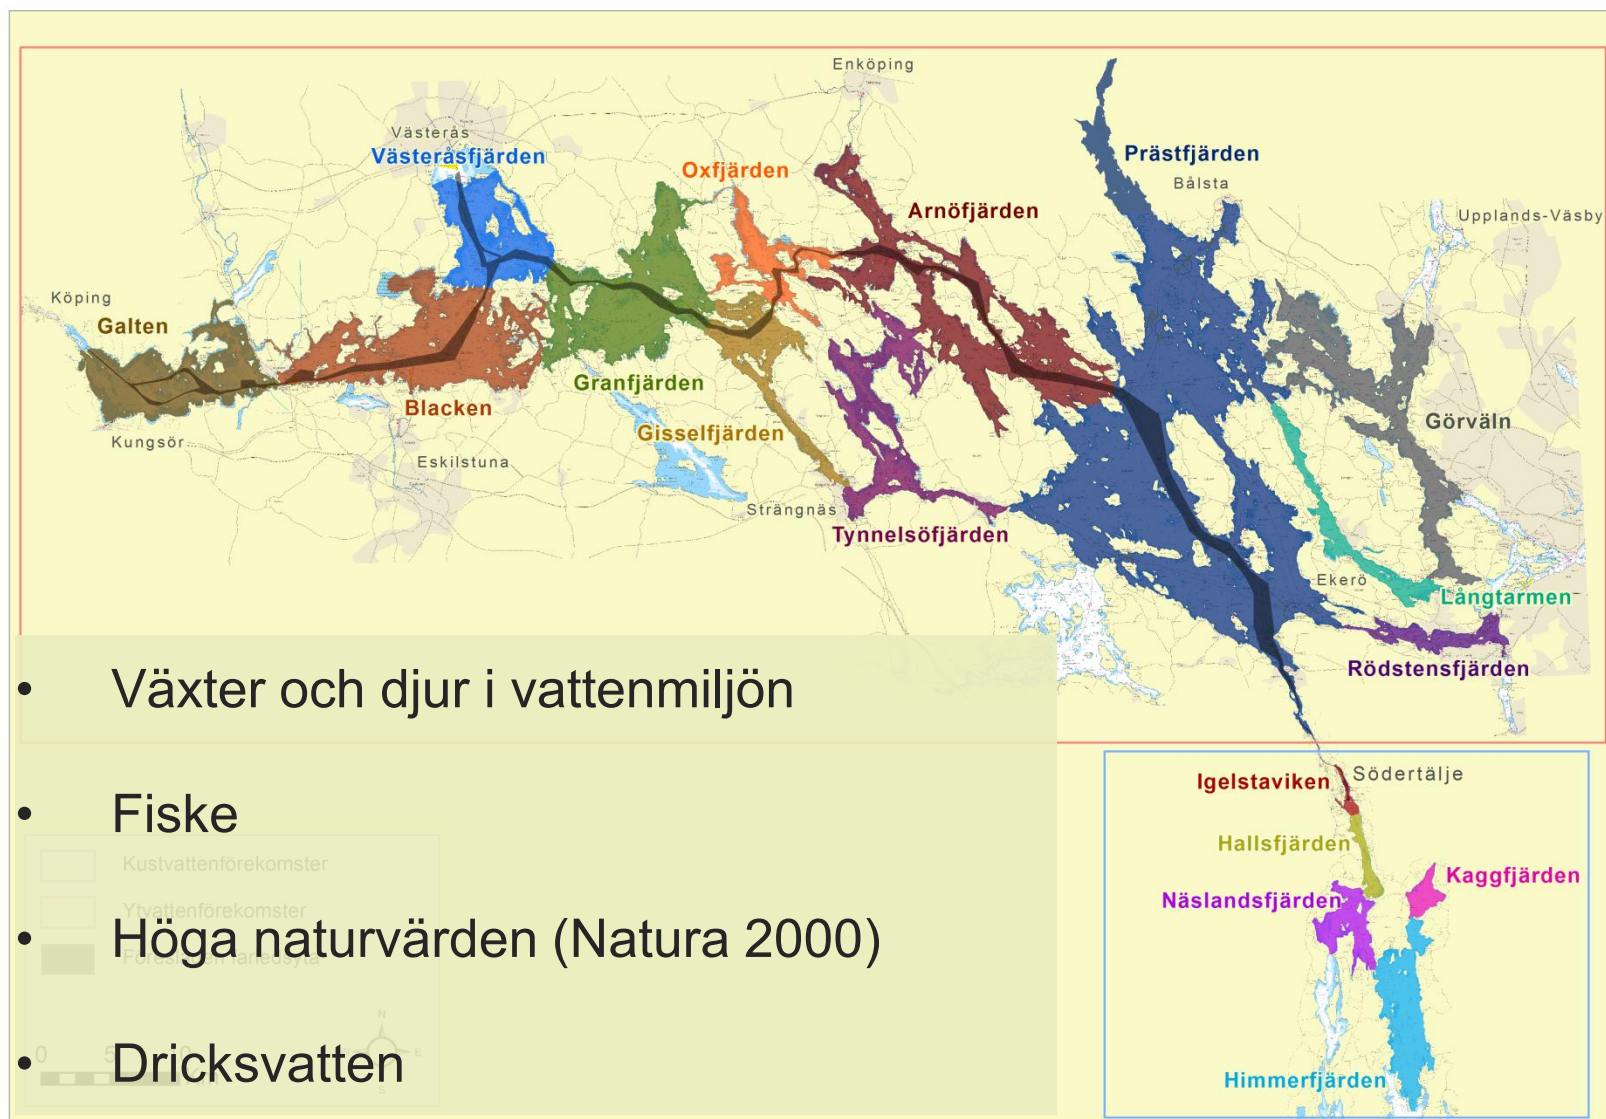 Enköping
Västerås
Västeråsfjärden
Oxfjärden
Prästfjärden
Bålsta
Arnöfjärden
Upplands-Väsby
Köping
Galten
Granfjärden
Blacken
Görväln
Gisselfjärden
Kungsör
Eskilstuna
Strängnäs
Tynnelsöfjärden
Ekerö
Långtarmen
Rödstensfjärden
• Växter och djur i vattenmiljön
Igelstaviken
Södertälje
• Fiske
Hallsfjärden
Kustvattenförekomster
Kaggfjärden
Näslandsfjärden
Ytvattenförekomster
• Höga naturvärden (Natura 2000)
N
E
S
0 5
• Dricksvatten
Himmerfjärden